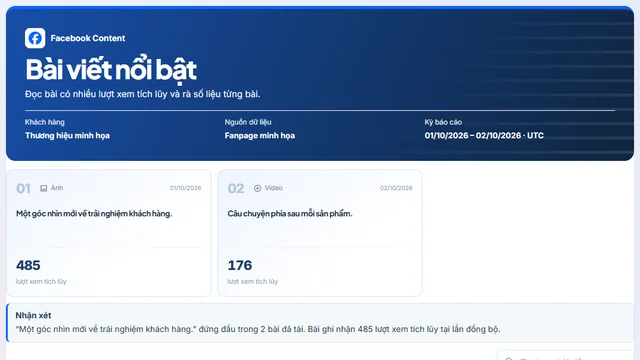 Facebook Content
Bài viết nổi bật
Đọc bài có nhiều lượt xem tích lũy và rà số liệu từng bài.
Khách hàng
Thương hiệu minh họa
Nguồn dữ liệu
Fanpage minh họa
Kỳ báo cáo
01/10/2026 – 02/10/2026 · UTC
01 Ảnh 01/10/2026
Một góc nhìn mới về trải nghiệm khách hàng.
485
lượt xem tích lũy
02 Video 02/10/2026
Câu chuyện phía sau mỗi sản phẩm.
176
lượt xem tích lũy
Nhận xét
“Một góc nhìn mới về trải nghiệm khách hàng.” đứng đầu trong 2 bài đã tải. Bài ghi nhận 485 lượt xem tích lũy tại lần đồng bộ.